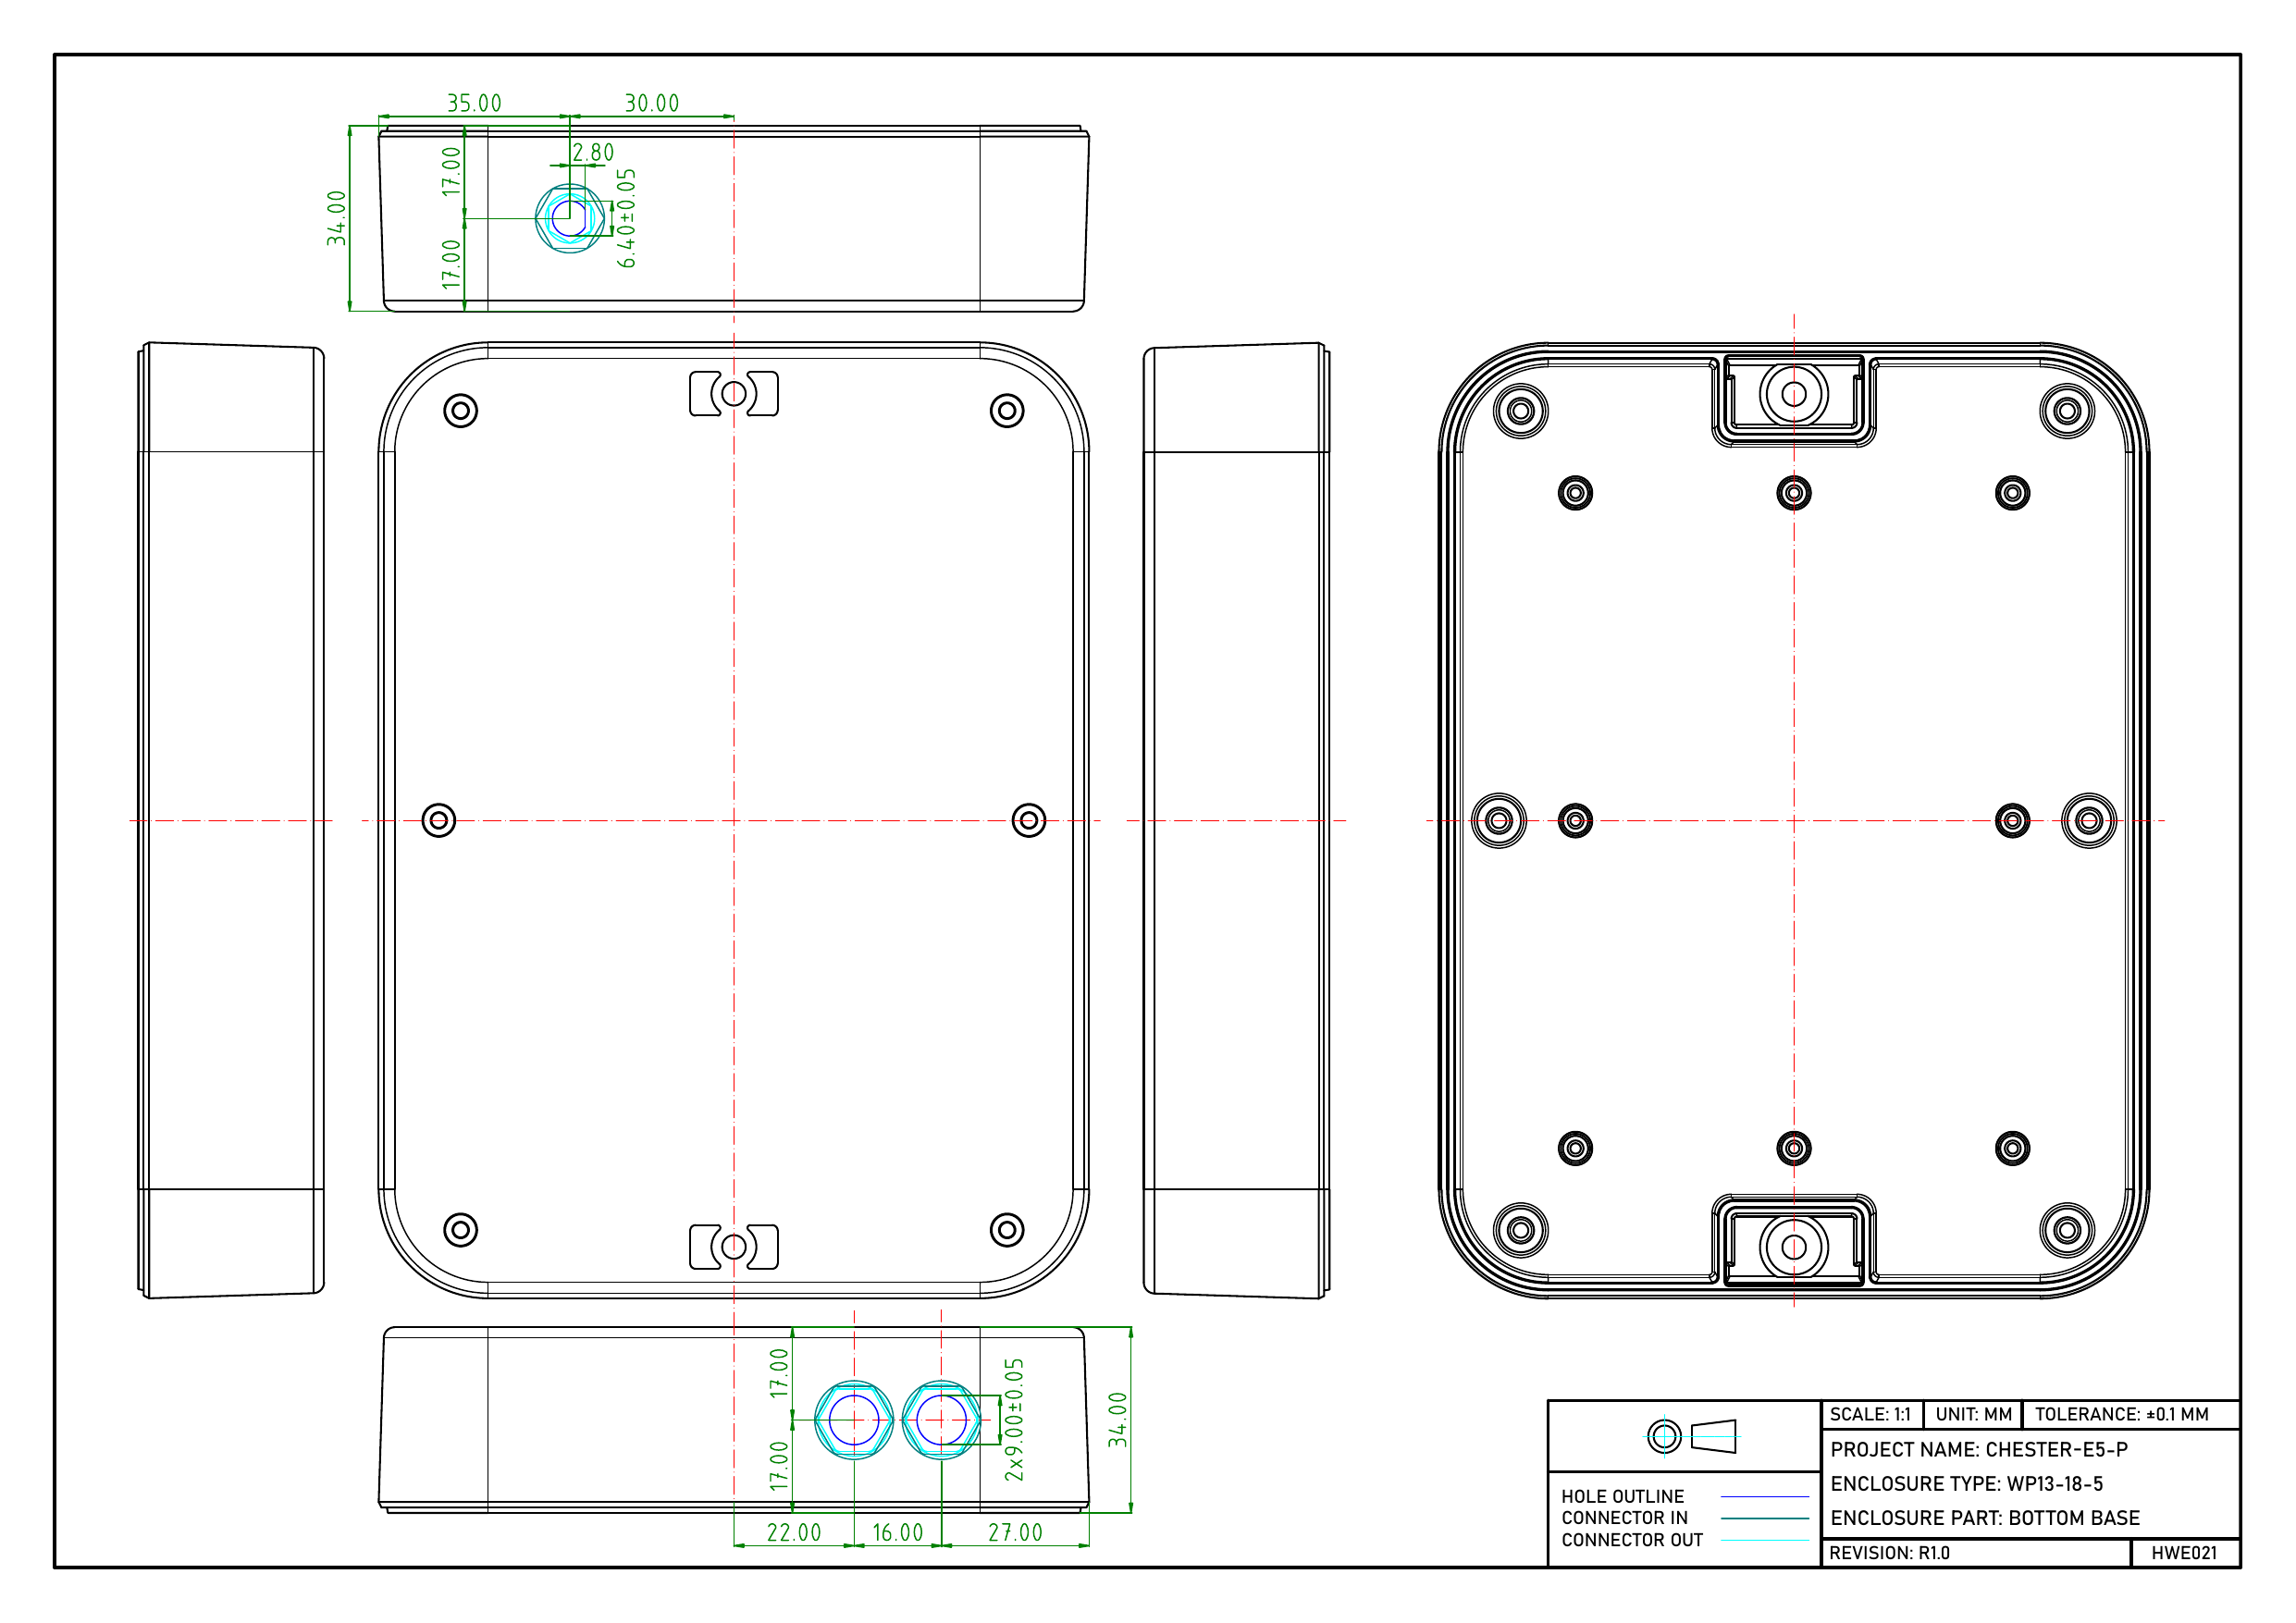 35.00
30.00
2.80
17.00
34.00
6.40±0.05
17.00
17.00
2x9.00±0.05
34.00
17.00
22.00
16.00
27.00
SCALE: 1:1
UNIT: MM
TOLERANCE: ±0.1 MM
PROJECT NAME: CHESTER-E5-P
ENCLOSURE TYPE: WP13-18-5
ENCLOSURE PART: BOTTOM BASE
HOLE OUTLINE
CONNECTOR IN
CONNECTOR OUT
REVISION: R1.0
HWE021